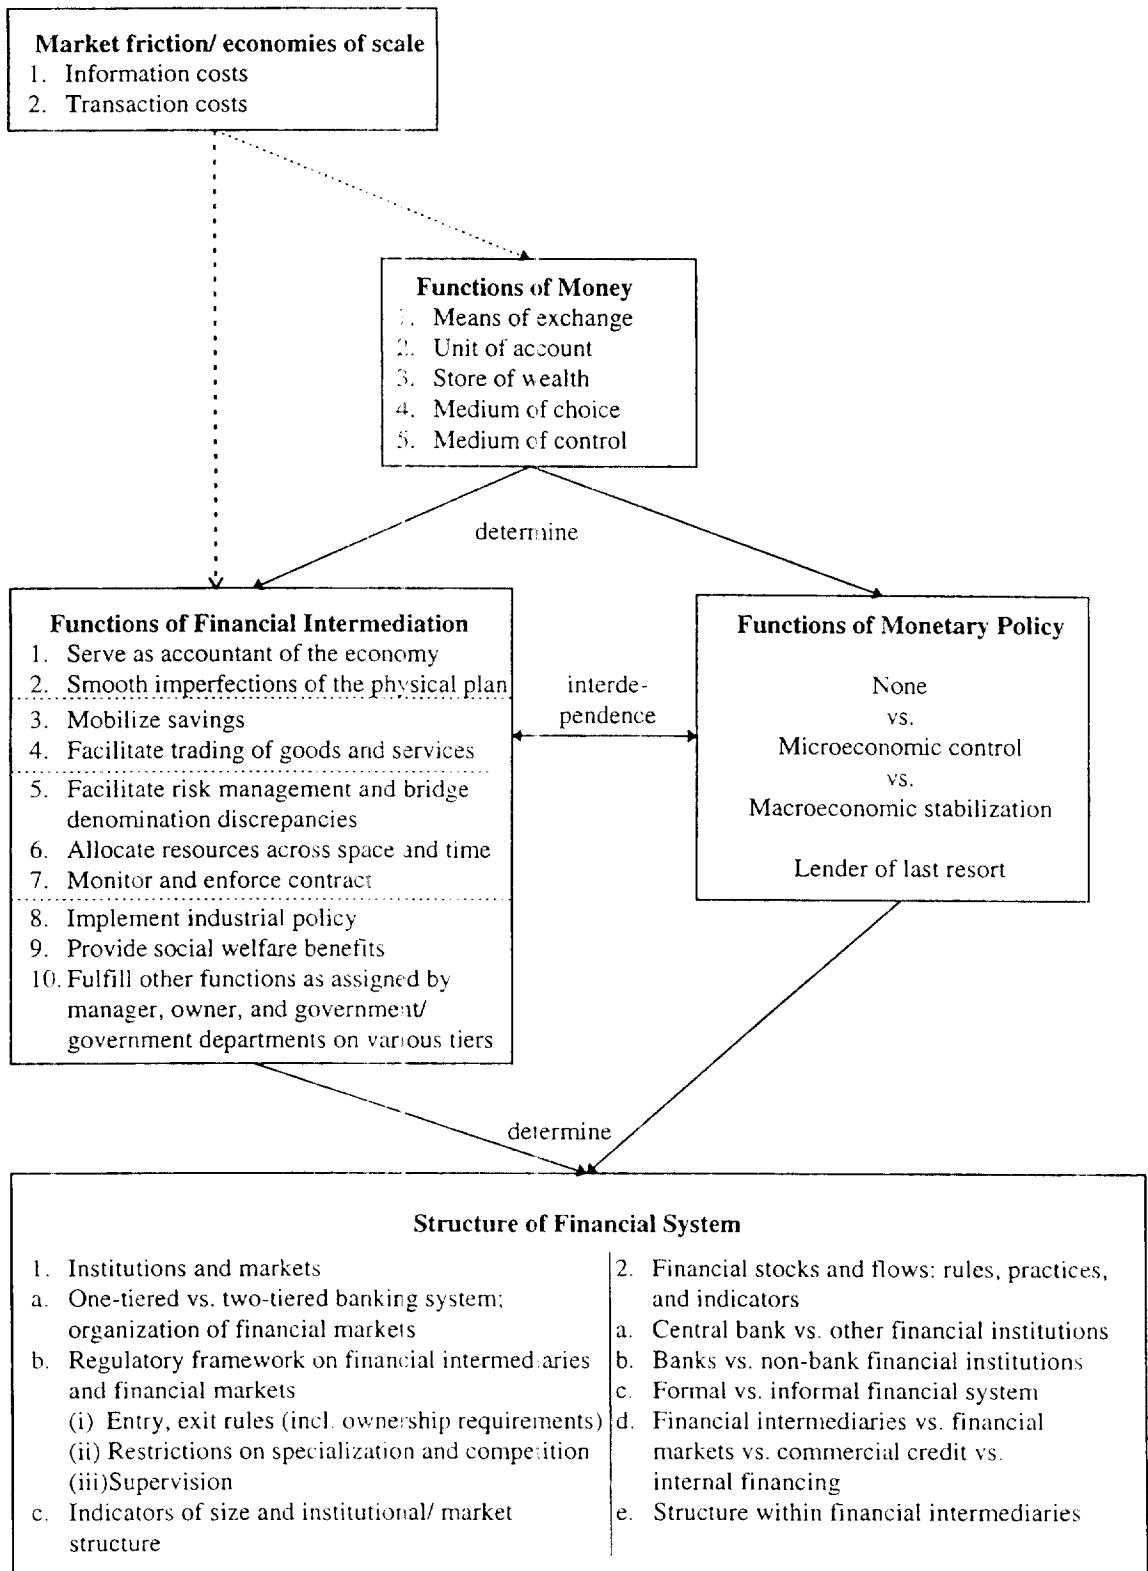 Market friction/ economies of scale
1. Information costs
2. Transaction costs
Functions of Money
1. Means of exchange
2. Unit of account
3. Store of wealth
4. Medium of choice
5. Medium of control
determine
Functions of Financial Intermediation
1. Serve as accountant of the economy
2. Smooth imperfections of the physical plan
3. Mobilize savings
4. Facilitate trading of goods and services
5. Facilitate risk management and bridge
denomination discrepancies
6. Allocate resources across space and time
7. Monitor and enforce contract
8. Implement industrial policy
9. Provide social welfare benefits
10. Fulfill other functions as assigned by
manager, owner, and government/
government departments on various tiers
interde-
pendence
Functions of Monetary Policy
None
vs.
Microeconomic control
vs.
Macroeconomic stabilization
Lender of last resort
determine
Structure of Financial System
1. Institutions and markets
a. One-tiered vs. two-tiered banking system;
organization of financial markets
b. Regulatory framework on financial intermediaries
and financial markets
(i) Entry, exit rules (incl. ownership requirements)
(ii) Restrictions on specialization and competition
(iii)Supervision
c. Indicators of size and institutional/ market
structure
2. Financial stocks and flows: rules, practices,
and indicators
a. Central bank vs. other financial institutions
b. Banks vs. non-bank financial institutions
c. Formal vs. informal financial system
d. Financial intermediaries vs. financial
markets vs. commercial credit vs.
internal financing
e. Structure within financial intermediaries